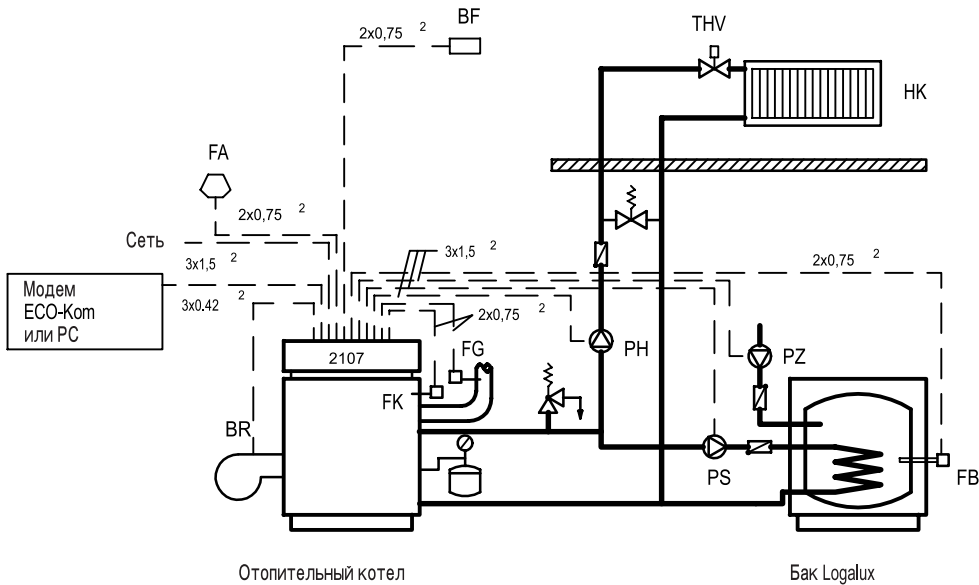 BF
2x0,75 2
THV
HK
FA
2x0,75 2
Сеть
3x1,5 2
3x1,5 2
2x0,75 2
Модем
ECO-Kom
или PC
3x0.42 2
2x0,75 2
2107
FG
PH
PZ
FK
BR
PS
FB
Отопительный котел
Бак Logalux